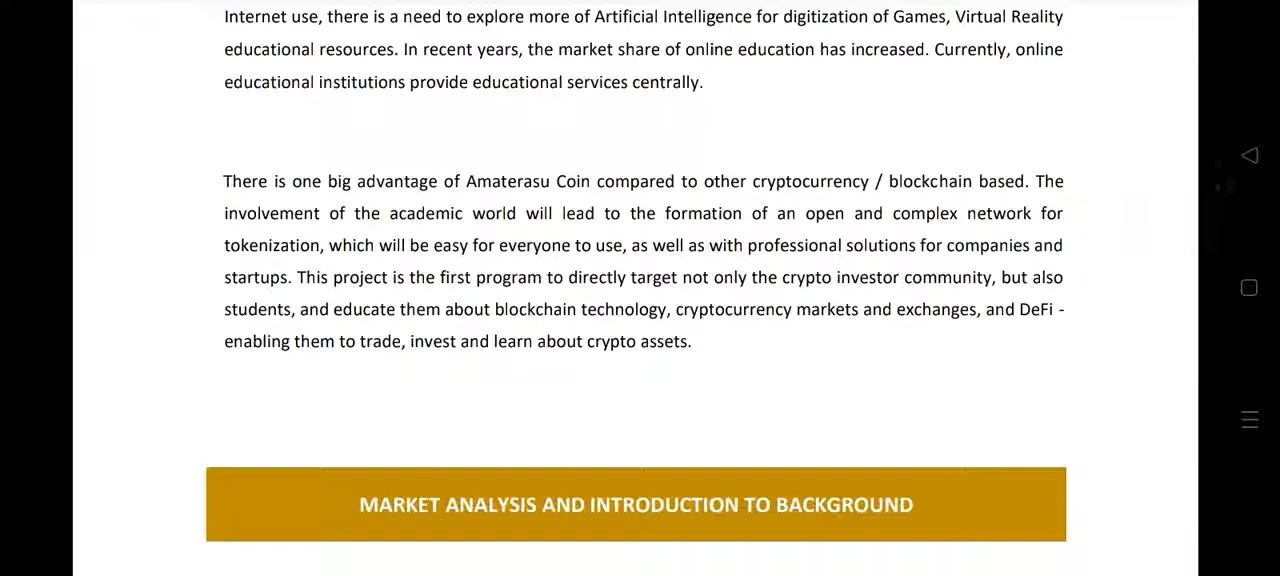 Internet use, there is a need to explore more of Artificial Intelligence for digitization of Games, Virtual Reality
educational resources. In recent years, the market share of online education has increased. Currently, online
educational institutions provide educational services centrally.
There is one big advantage of Amaterasu Coin compared to other cryptocurrency / blockchain based. The
involvement of the academic world will lead to the formation of an open and complex network for
tokenization, which will be easy for everyone to use, as well as with professional solutions for companies and
startups. This project is the first program to directly target not only the crypto investor community, but also
students, and educate them about blockchain technology, cryptocurrency markets and exchanges, and DeFi -
enabling them to trade, invest and learn about crypto assets.
MARKET ANALYSIS AND INTRODUCTION TO BACKGROUND